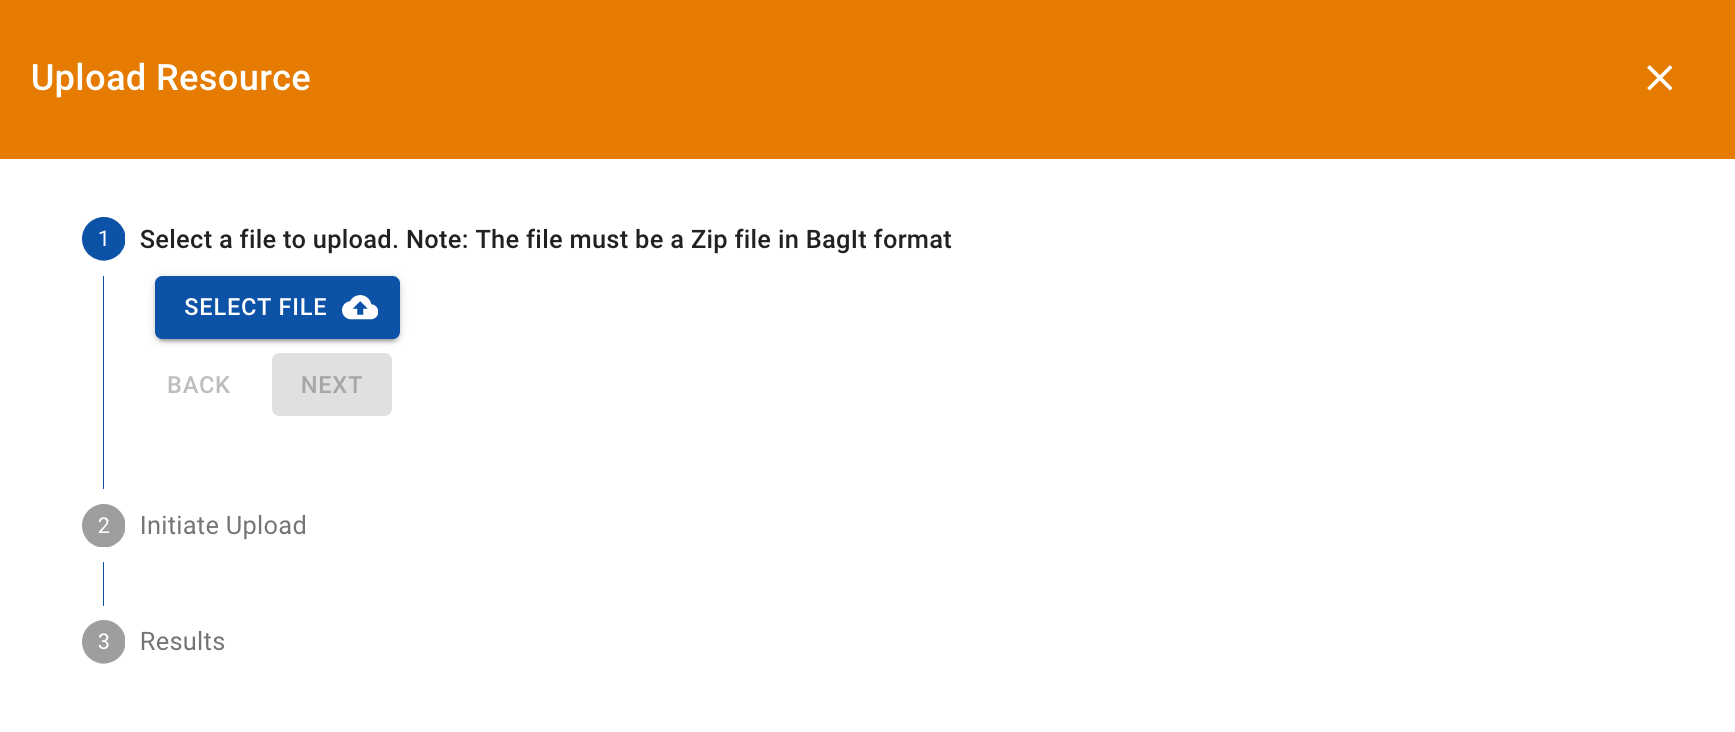 Upload Resource
1 Select a file to upload. Note: The file must be a Zip file in BagIt format
SELECT FILE
BACK NEXT
2 Initiate Upload
3 Results